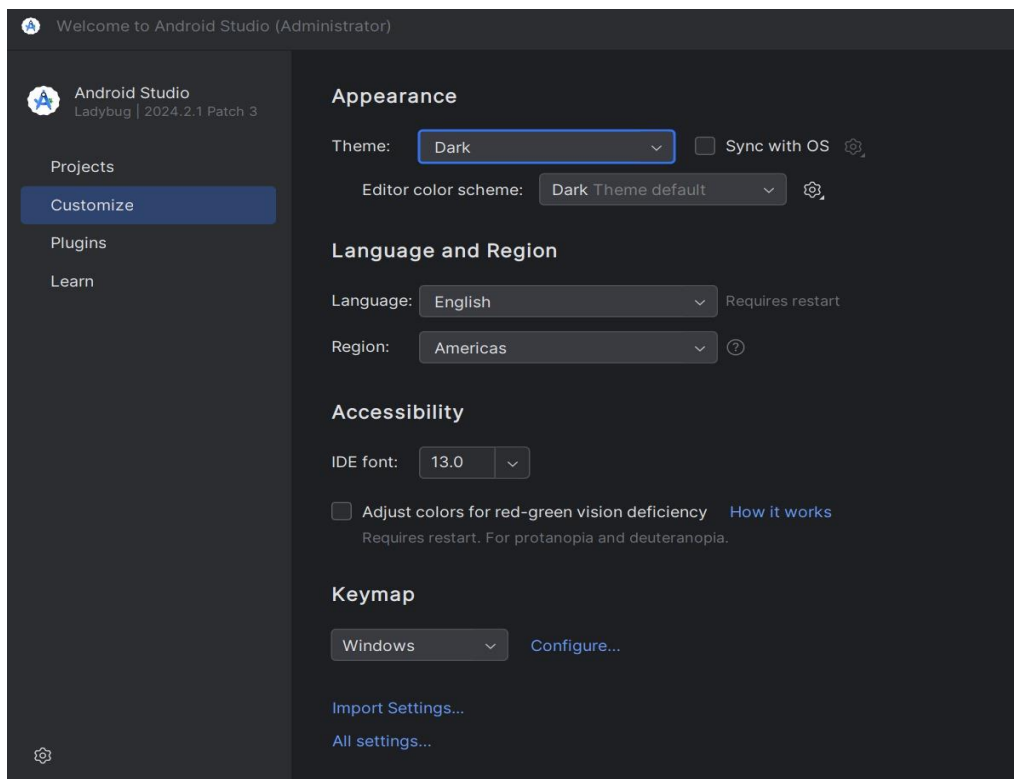 Welcome to Android Studio (Administrator)
Android Studio
Ladybug | 2024.2.1 Patch 3
Projects
Customize
Plugins
Learn
Appearance
Theme: Dark Sync with OS
Editor color scheme: Dark Theme default
Language and Region
Language: English Requires restart
Region: Americas ?
Accessibility
IDE font: 13.0
Adjust colors for red-green vision deficiency How it works
Requires restart. For protanopia and deuteranopia.
Keymap
Windows Configure...
Import Settings...
All settings...